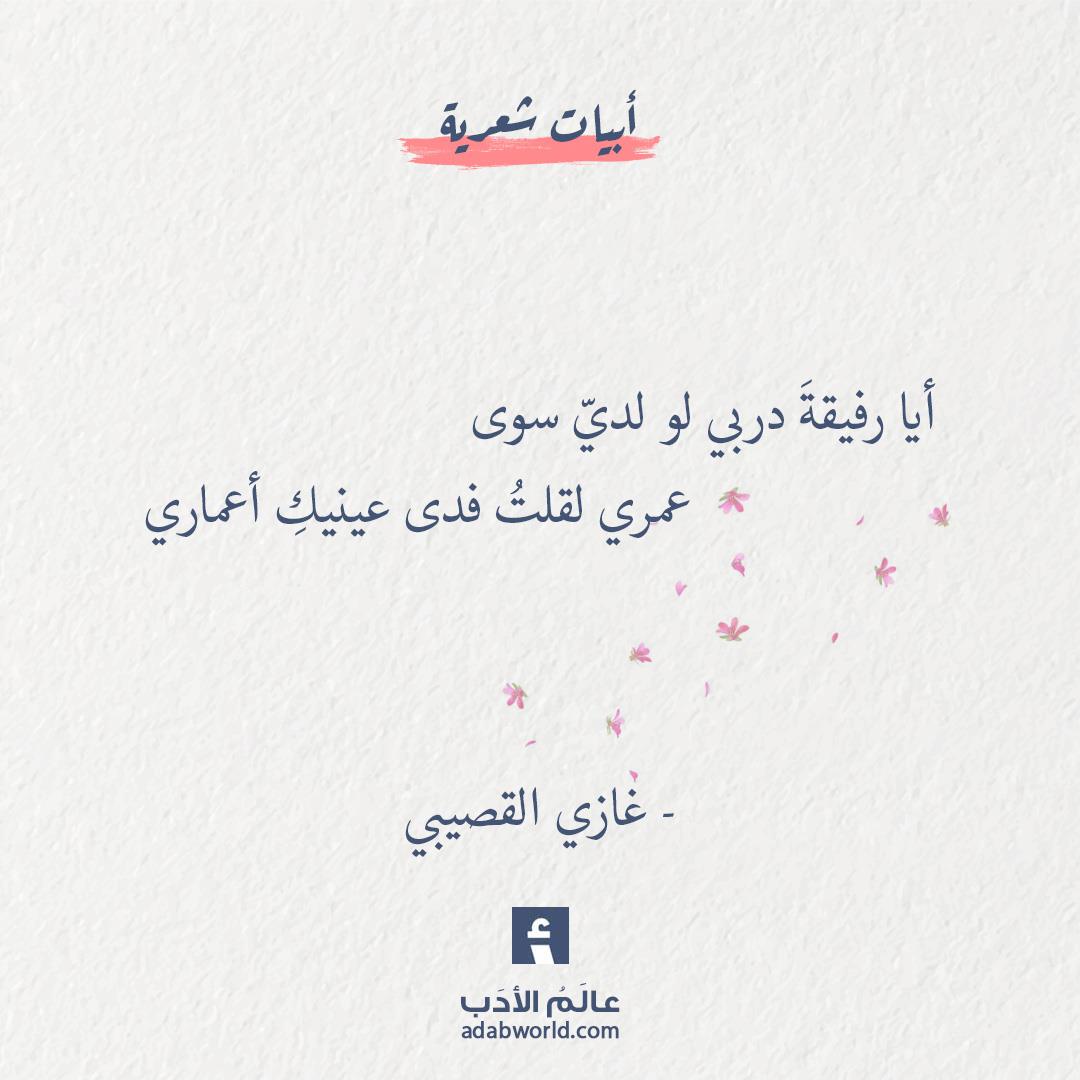 أبيات شعرية
أيا رفيقةَ دربي لو لديّ سوى
عمري لقلتُ فدى عينيكِ أعماري
- غازي القصيبي
أ
عالَمُ الأدَب
adabworld.com